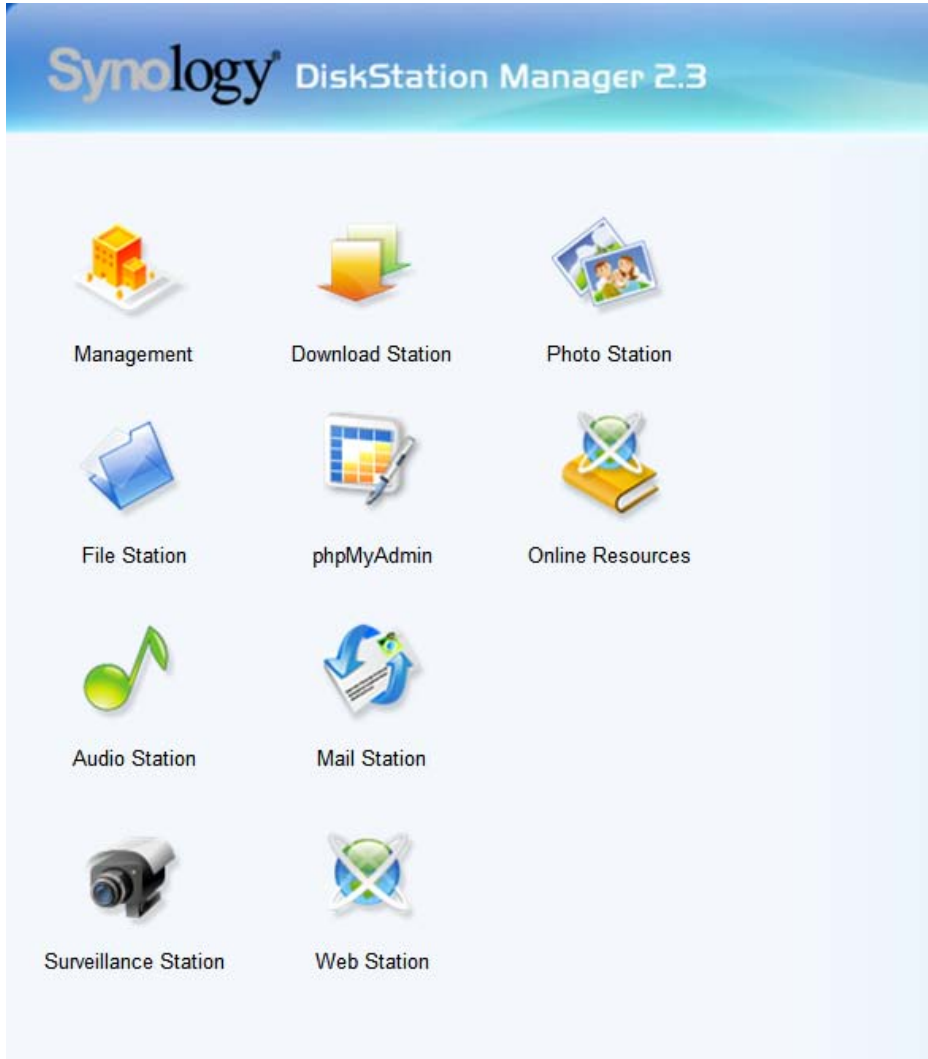 Synology® DiskStation Manager 2.3
Management Download Station Photo Station
File Station phpMyAdmin Online Resources
Audio Station Mail Station
Surveillance Station Web Station